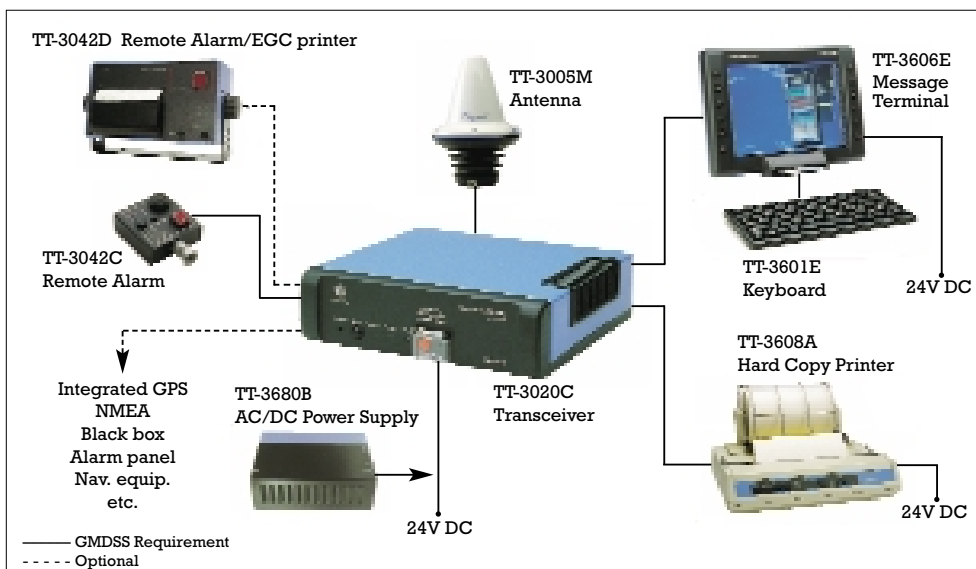 TT-3042D Remote Alarm/EGC printer
TT-3005M
Antenna
TT-3606E
Message
Terminal
TT-3042C
Remote Alarm
TT-3601E
Keyboard
24V DC
TT-3608A
Hard Copy Printer
Integrated GPS
NMEA
Black box
Alarm panel
Nav. equip.
etc.
TT-3680B
AC/DC Power Supply
TT-3020C
Transceiver
24V DC
24V DC
GMDSS Requirement
Optional